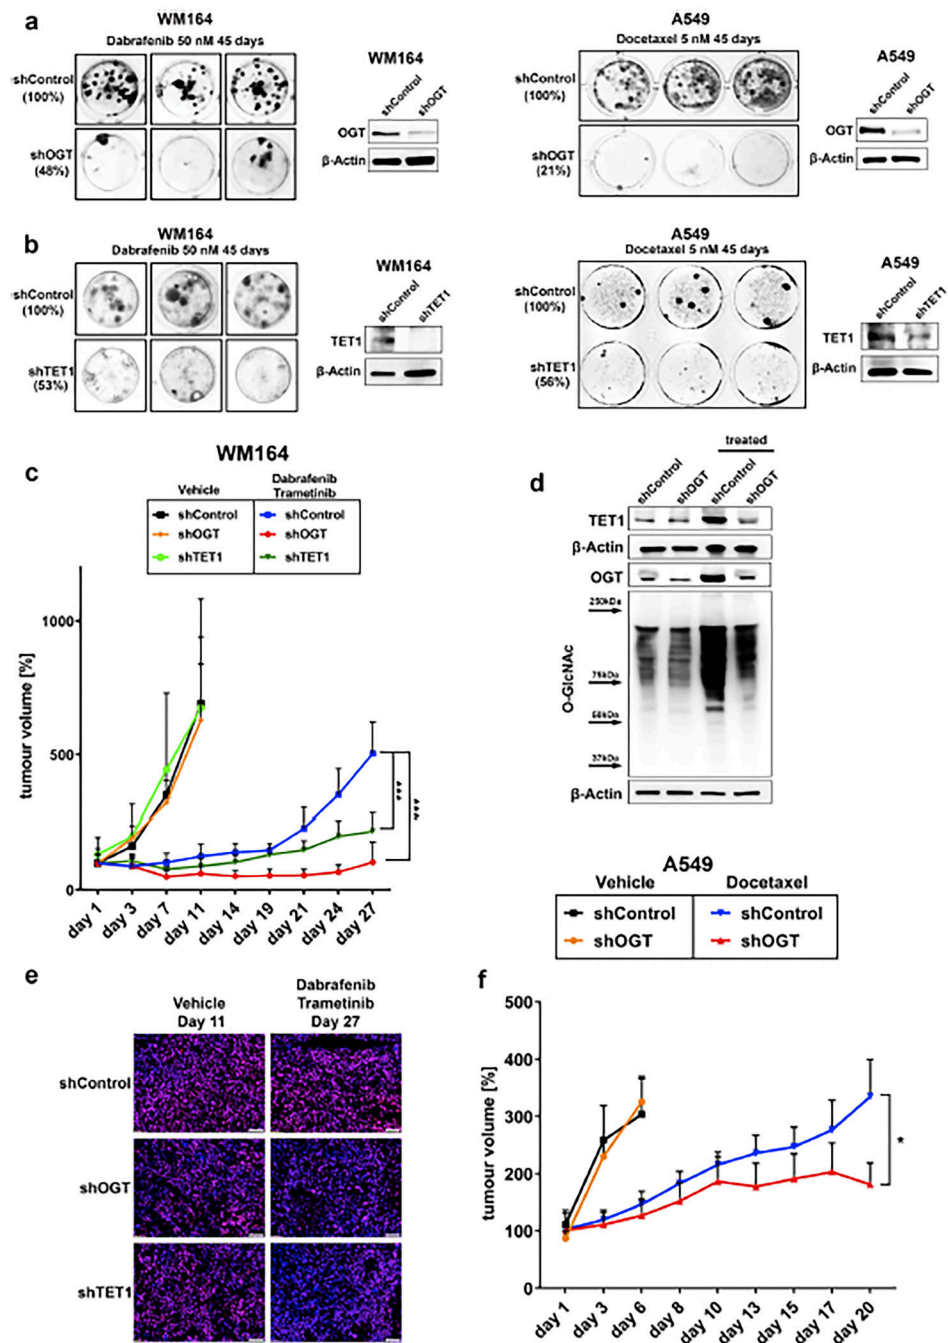 a
WM164
Dabrafenib 50 nM 45 days
shControl
(100%)
shOGT
(48%)
WM164
shControl
shOGT
OGT
β-Actin
A549
Docetaxel 5 nM 45 days
shControl
(100%)
shOGT
(21%)
A549
shControl
shOGT
OGT
β-Actin
b
WM164
Dabrafenib 50 nM 45 days
shControl
(100%)
shTET1
(53%)
WM164
shControl
shTET1
TET1
β-Actin
A549
Docetaxel 5 nM 45 days
shControl
(100%)
shTET1
(56%)
A549
shControl
shTET1
TET1
β-Actin
c
WM164
Vehicle
Dabrafenib
Trametinib
shControl
shControl
shOGT
shOGT
shTET1
shTET1
tumour volume [%]
1000
500
0
day 1
day 3
day 7
day 11
day 14
day 19
day 21
day 24
day 27
***
***
d
treated
shControl
shOGT
shControl
shOGT
TET1
β-Actin
OGT
O-GlcNAc
250kDa
75kDa
37kDa
β-Actin
e
Vehicle
Day 11
Dabrafenib
Trametinib
Day 27
shControl
shOGT
shTET1
A549
Vehicle
Docetaxel
shControl
shControl
shOGT
shOGT
f
tumour volume [%]
500
400
300
200
100
0
day 1
day 3
day 6
day 8
day 10
day 13
day 15
day 17
day 20
*